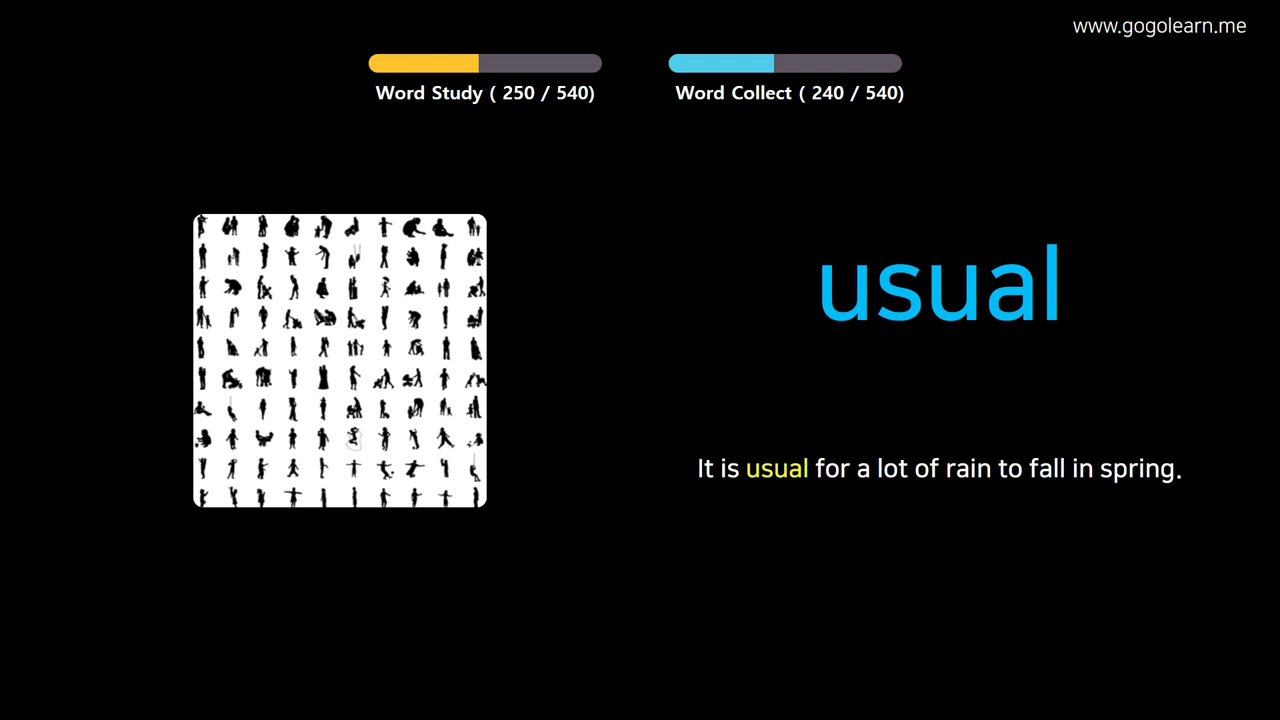 www.gogolearn.me
Word Study ( 250 / 540)
Word Collect ( 240 / 540)
usual
It is usual for a lot of rain to fall in spring.